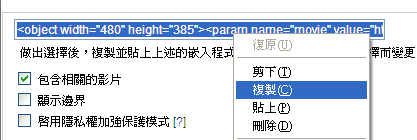 <object width="480" height="385"><param name="movie" value="ht
做出選擇後，複製並貼上上述的嵌入程式
擇而變更
包含相關的影片
顯示邊界
啓用隱私權加強保護模式 [?]
復原(U)
剪下(T)
複製(C)
貼上(P)
刪除(D)